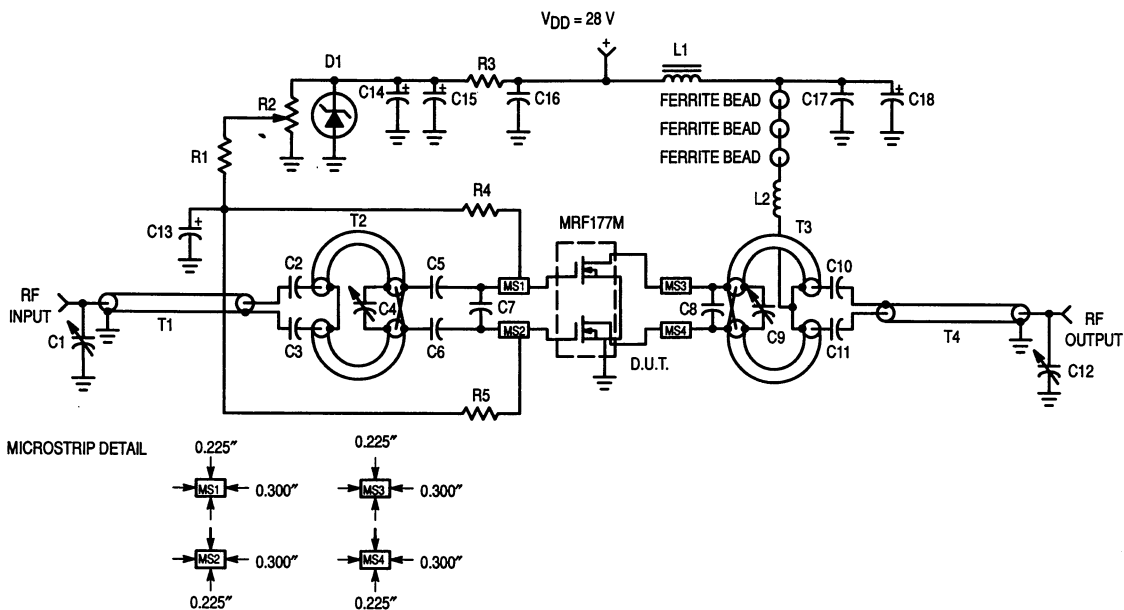 V_DD = 28 V
+
D1
R3
L1
C14 +
+ C15
C16
FERRITE BEAD
C17
+ C18
R2
FERRITE BEAD
FERRITE BEAD
R1
R4
L2
MRF177M
C13 +
T2
T3
C2
C5
MS1
MS3
C10
RF INPUT
C4
C7
C8
C9
RF OUTPUT
T1
T4
C1
C3
C6
MS2
MS4
C11
C12
D.U.T.
R5
MICROSTRIP DETAIL
0.225″
0.225″
MS1
0.300″
MS3
0.300″
MS2
0.300″
MS4
0.300″
0.225″
0.225″